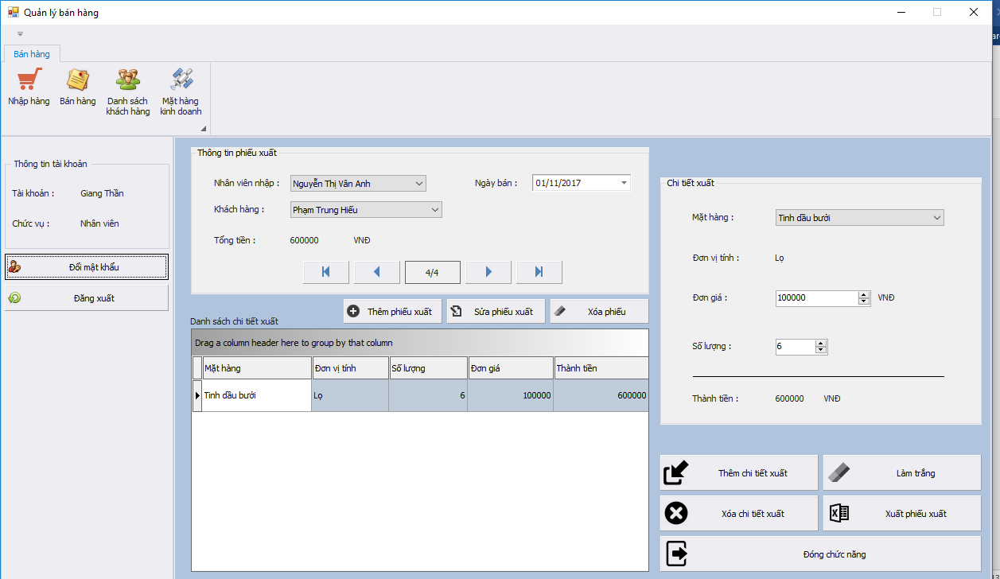 Quản lý bán hàng
Bán hàng
Nhập hàng
Bán hàng
Danh sách
khách hàng
Mặt hàng
kinh doanh
Thông tin tài khoản
Tài khoản :
Giang Thần
Chức vụ :
Nhân viên
Đổi mật khẩu
Đăng xuất
Thông tin phiếu xuất
Nhân viên nhập :
Nguyễn Thị Vân Anh
Ngày bán :
01/11/2017
Khách hàng :
Phạm Trung Hiếu
Tổng tiền :
600000
VNĐ
4/4
Thêm phiếu xuất
Sửa phiếu xuất
Xóa phiếu
Danh sách chi tiết xuất
Drag a column header here to group by that column
Mặt hàng
Đơn vị tính
Số lượng
Đơn giá
Thành tiền
Tinh dầu bưởi
Lọ
6
100000
600000
Chi tiết xuất
Mặt hàng :
Tinh dầu bưởi
Đơn vị tính :
Lọ
Đơn giá :
100000
VNĐ
Số lượng :
6
Thành tiền :
600000
VNĐ
Thêm chi tiết xuất
Làm trắng
Xóa chi tiết xuất
Xuất phiếu xuất
Đóng chức năng